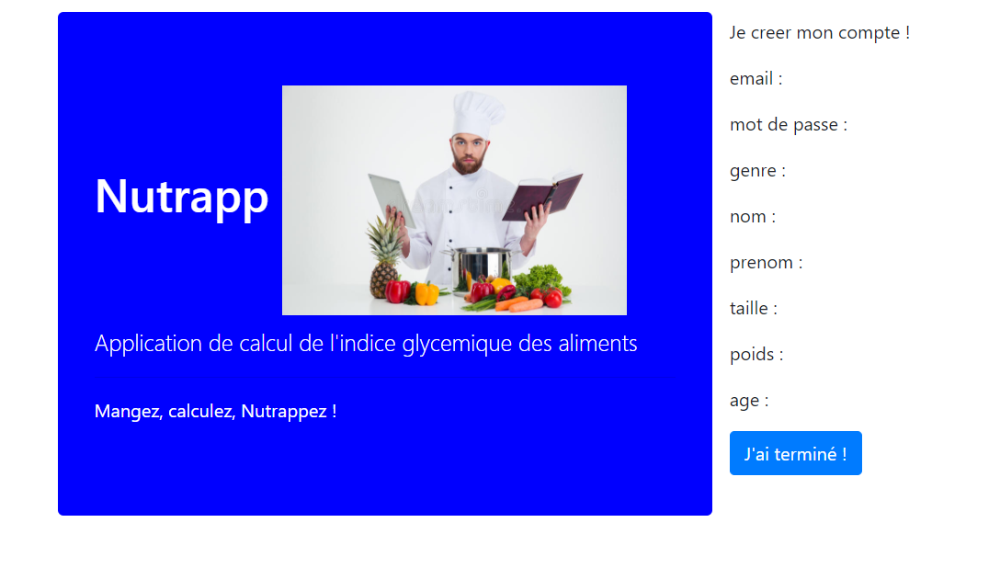 Nutrapp
Application de calcul de l'indice glycemique des aliments
Mangez, calculez, Nutrappez !
Je creer mon compte !
email :
mot de passe :
genre :
nom :
prenom :
taille :
poids :
age :
J'ai terminé !